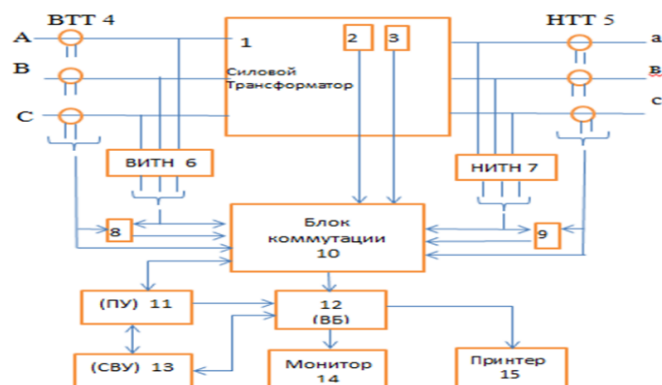 ВТТ 4
НТТ 5
А
а
1
2
3
В
в
Силовой
Трансформатор
С
с
ВИТН 6
НИТН 7
8
9
Блок
коммутации
10
(ПУ) 11
12
(ВБ)
(СВУ) 13
Монитор
14
Принтер
15